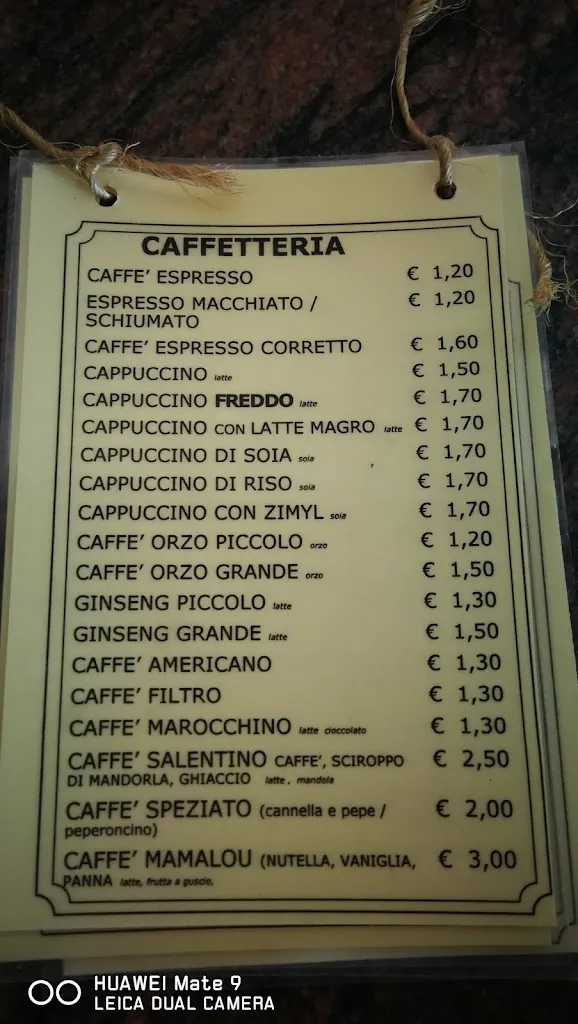 CAFFETTERIA
CAFFE' ESPRESSO € 1,20
ESPRESSO MACCHIATO / € 1,20
SCHIUMATO
CAFFE' ESPRESSO CORRETTO € 1,60
CAPPUCCINO latte € 1,50
CAPPUCCINO FREDDO latte € 1,70
CAPPUCCINO CON LATTE MAGRO latte € 1,70
CAPPUCCINO DI SOIA soia € 1,70
CAPPUCCINO DI RISO soia € 1,70
CAPPUCCINO CON ZIMYL soia € 1,70
CAFFE' ORZO PICCOLO orzo € 1,20
CAFFE' ORZO GRANDE orzo € 1,50
GINSENG PICCOLO latte € 1,30
GINSENG GRANDE latte € 1,50
CAFFE' AMERICANO € 1,30
CAFFE' FILTRO € 1,30
CAFFE' MAROCCHINO latte cioccolato € 1,30
CAFFE' SALENTINO CAFFE', SCIROPPO € 2,50
DI MANDORLA, GHIACCIO latte , mandola
CAFFE' SPEZIATO (cannella e pepe / € 2,00
peperoncino)
CAFFE' MAMALOU (NUTELLA, VANIGLIA, € 3,00
PANNA latte, frutta a guscio,
HUAWEI Mate 9
LEICA DUAL CAMERA